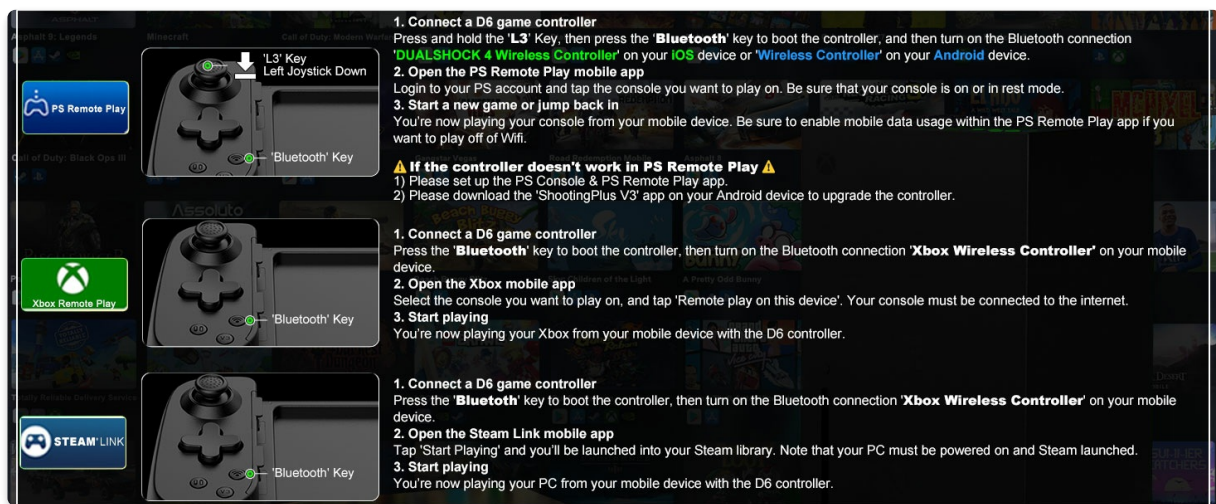 1. Connect a D6 game controller
Press and hold the 'L3' Key, then press the 'Bluetooth' key to boot the controller, and then turn on the Bluetooth connection
'DUALSHOCK 4 Wireless Controller' on your iOS device or 'Wireless Controller' on your Android device.
2. Open the PS Remote Play mobile app
Login to your PS account and tap the console you want to play on. Be sure that your console is on or in rest mode.
3. Start a new game or jump back in
You're now playing your console from your mobile device. Be sure to enable mobile data usage within the PS Remote Play app if you
want to play off of Wifi.
⚠ If the controller doesn't work in PS Remote Play ⚠
1) Please set up the PS Console & PS Remote Play app.
2) Please download the 'ShootingPlus V3' app on your Android device to upgrade the controller.
PS Remote Play
'L3' Key
Left Joystick Down
'Bluetooth' Key
Asphalt 9: Legends
Minecraft
Call of Duty: Modern Warfare
Call of Duty: Black Ops III
1. Connect a D6 game controller
Press the 'Bluetooth' key to boot the controller, then turn on the Bluetooth connection 'Xbox Wireless Controller' on your mobile
device.
2. Open the Xbox mobile app
Select the console you want to play on, and tap 'Remote play on this device'. Your console must be connected to the internet.
3. Start playing
You're now playing your Xbox from your mobile device with the D6 controller.
Xbox Remote Play
'Bluetooth' Key
1. Connect a D6 game controller
Press the 'Bluetoth' key to boot the controller, then turn on the Bluetooth connection 'Xbox Wireless Controller' on your mobile
device.
2. Open the Steam Link mobile app
Tap 'Start Playing' and you'll be launched into your Steam library. Note that your PC must be powered on and Steam launched.
3. Start playing
You're now playing your PC from your mobile device with the D6 controller.
STEAM LINK
'Bluetooth' Key